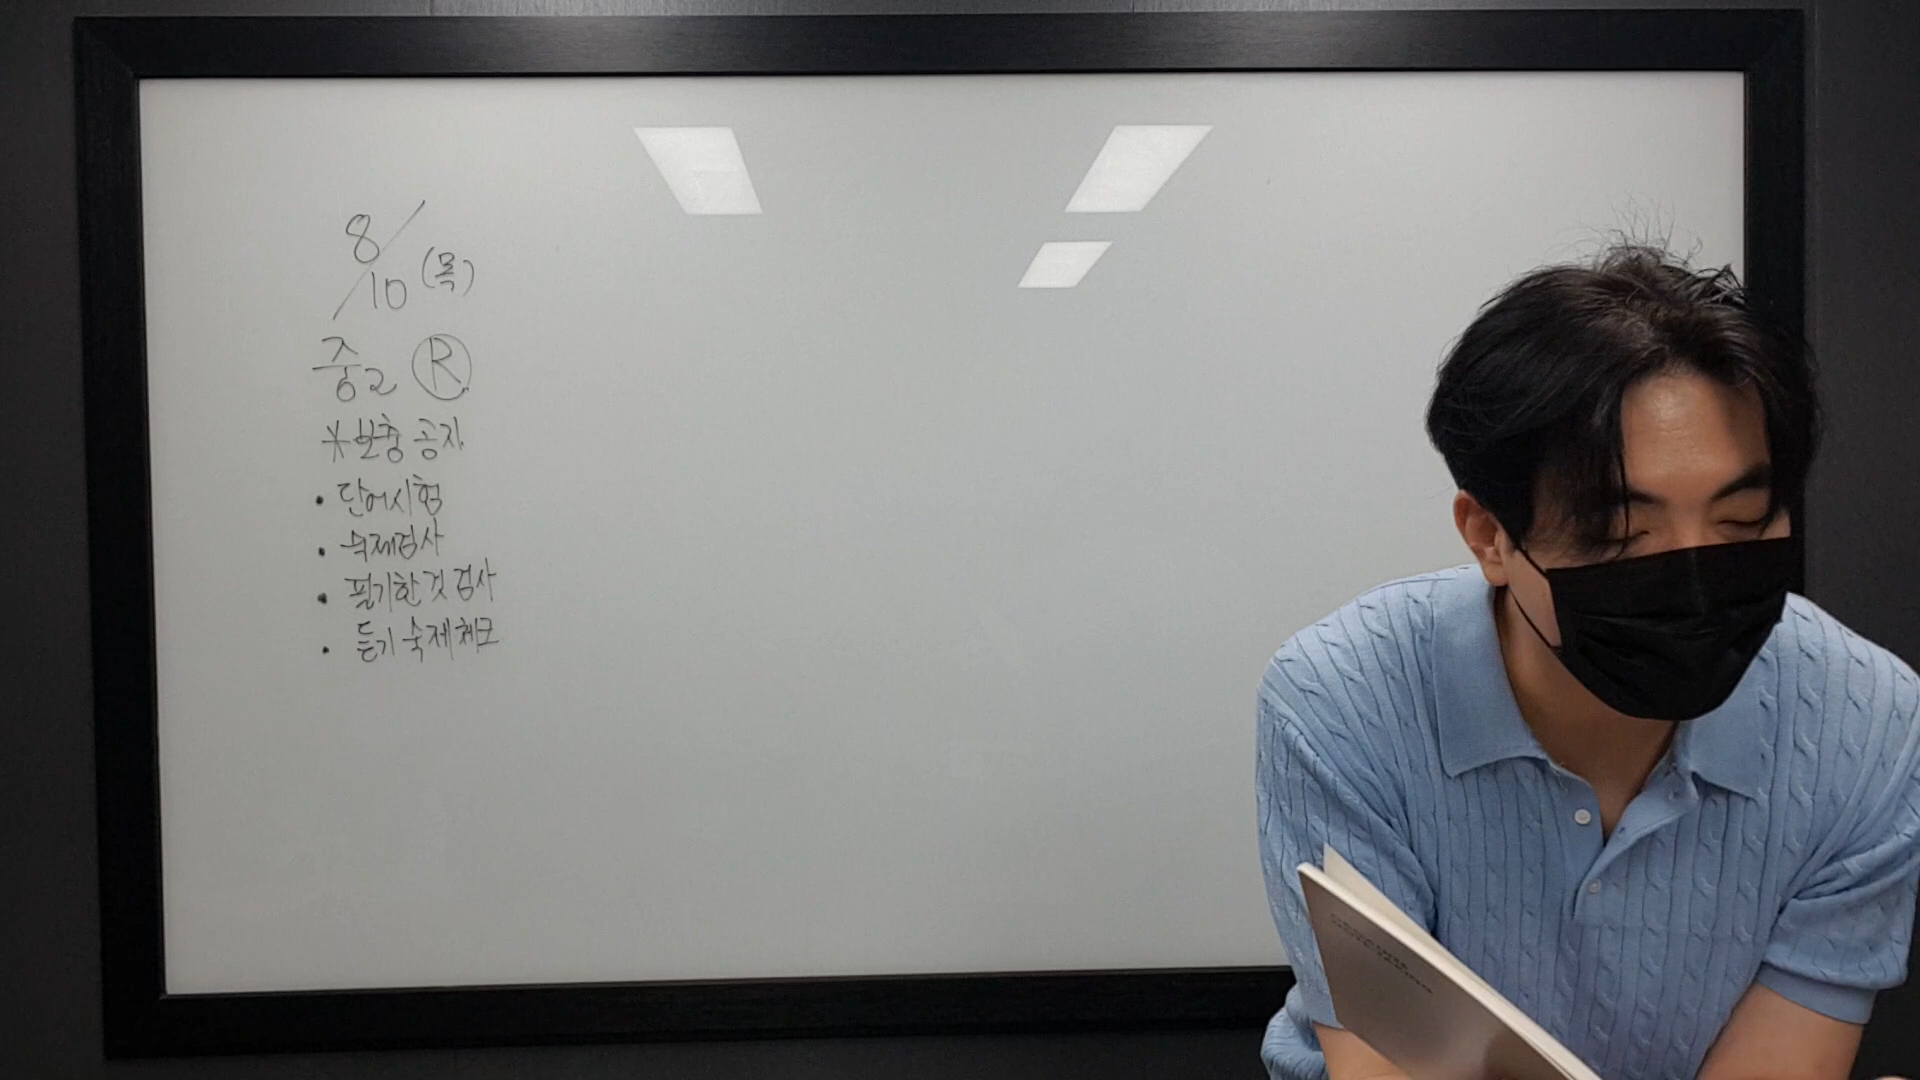 8/10 (목)
중2 Ⓡ
* 보충 공지
• 단어시험
• 숙제검사
• 필기한 것 검사
• 듣기 숙제 체크